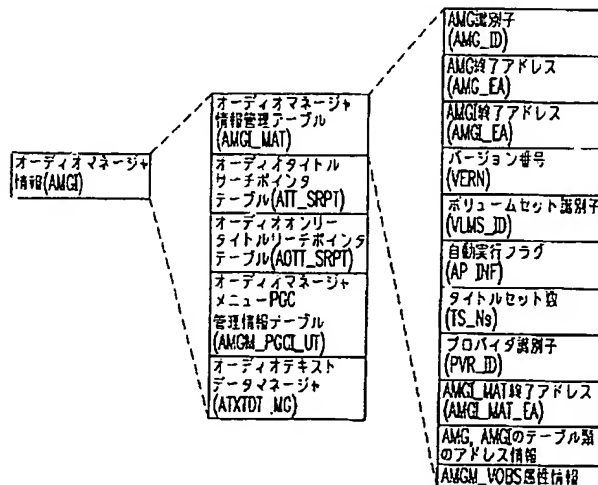 オーディオマネージャ
情報(AMGI)
オーディオマネージャ
情報管理テーブル
(AMGI_MAT)
オーディオタイトル
サーチポインタ
テーブル(ATT_SRPT)
オーディオオンリー
タイトルサーチポインタ
テーブル(AOTT_SRPT)
オーディオマネージャ
メニューPGC
管理情報テーブル
(AMGM_PGCI_UT)
オーディオテキスト
データマネージャ
(ATXTDT_MG)
AMG識別子
(AMG_ID)
AMG終了アドレス
(AMG_EA)
AMGI終了アドレス
(AMGI_EA)
バージョン番号
(VERN)
ボリュームセット識別子
(VLMS_ID)
自動実行フラグ
(AP_INF)
タイトルセット数
(TS_Ns)
プロバイダ識別子
(PVR_ID)
AMGI_MAT終了アドレス
(AMGI_MAT_EA)
AMG, AMGIのテーブル類
のアドレス情報
AMGM_VOBS属性情報